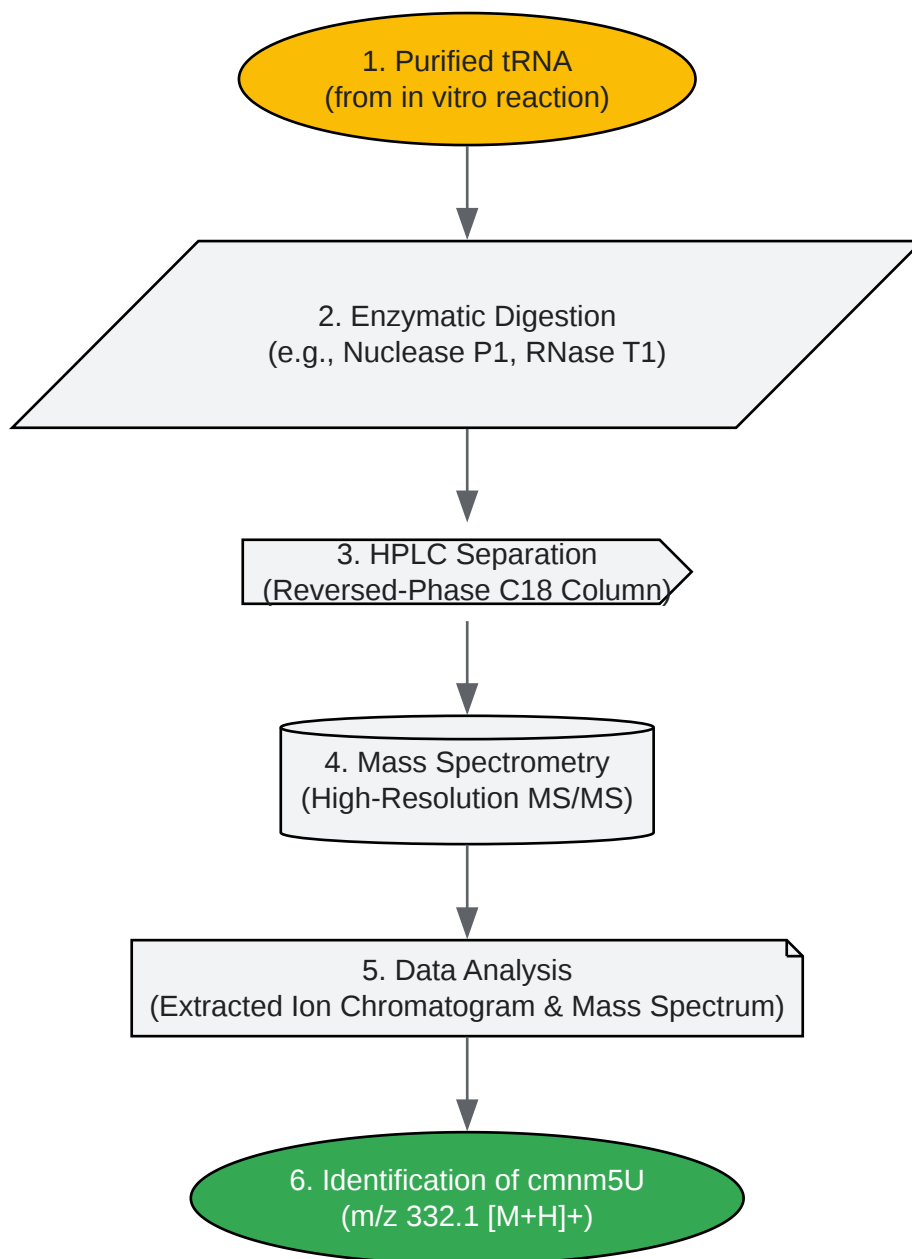 1. Purified tRNA
(from in vitro reaction)
2. Enzymatic Digestion
(e.g., Nuclease P1, RNase T1)
3. HPLC Separation
(Reversed-Phase C18 Column)
4. Mass Spectrometry
(High-Resolution MS/MS)
5. Data Analysis
(Extracted Ion Chromatogram & Mass Spectrum)
6. Identification of cmnm5U
(m/z 332.1 [M+H]+)